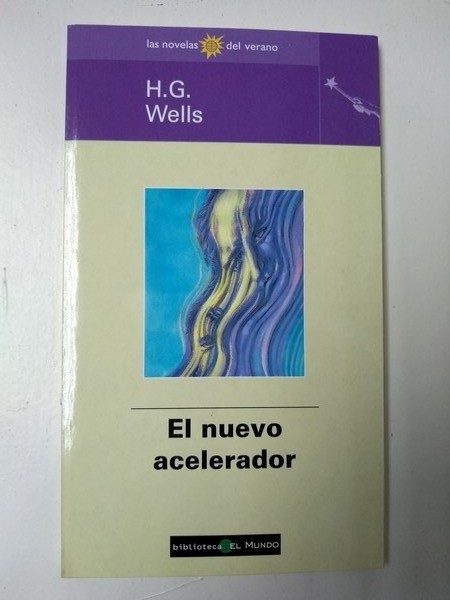 las novelas del verano
H.G.
Wells
El nuevo
acelerador
biblioteca EL MUNDO